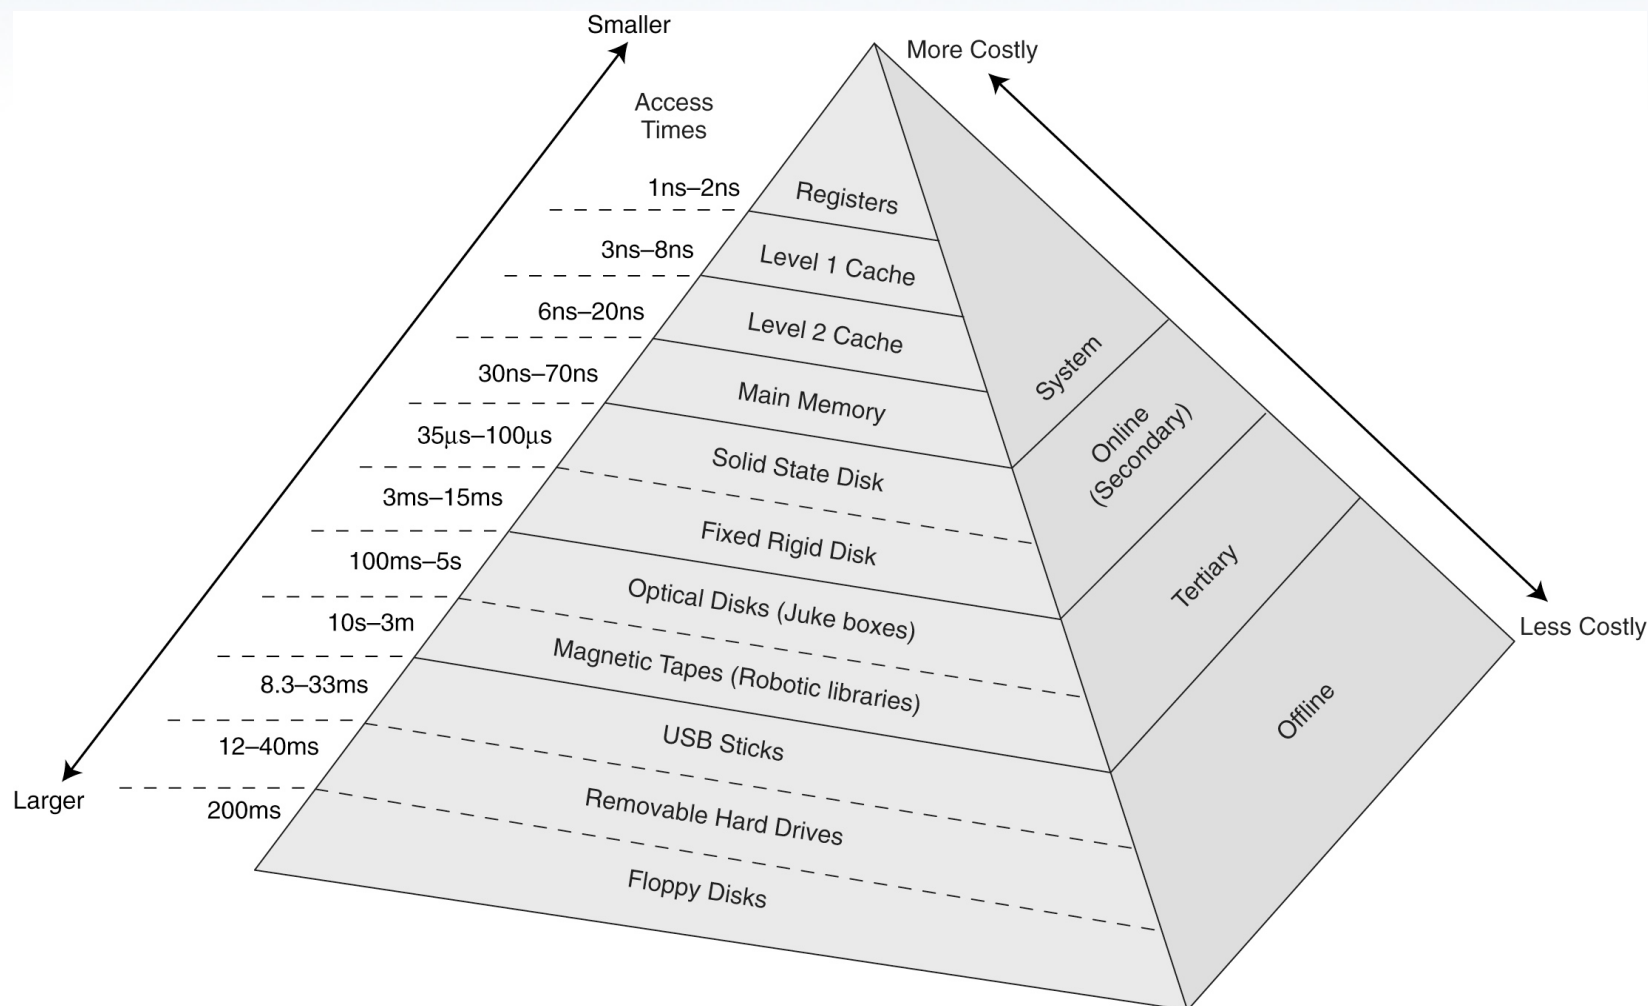 Smaller
More Costly
Access
Times
1ns–2ns
Registers
3ns–8ns
Level 1 Cache
6ns–20ns
Level 2 Cache
System
30ns–70ns
Main Memory
Online
(Secondary)
35µs–100µs
Solid State Disk
3ms–15ms
Fixed Rigid Disk
100ms–5s
Optical Disks (Juke boxes)
Tertiary
10s–3m
Magnetic Tapes (Robotic libraries)
Less Costly
8.3–33ms
USB Sticks
Offline
12–40ms
Removable Hard Drives
Larger
200ms
Floppy Disks